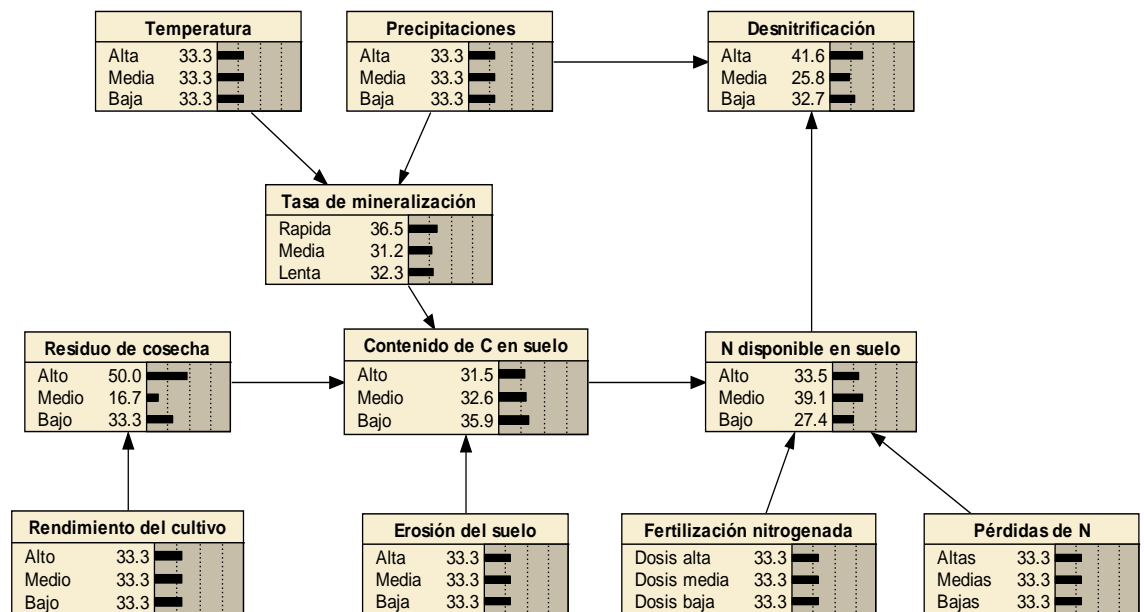 Temperatura
Alta 33.3
Media 33.3
Baja 33.3
Precipitaciones
Alta 33.3
Media 33.3
Baja 33.3
Desnitrificación
Alta 41.6
Media 25.8
Baja 32.7
Tasa de mineralización
Rapida 36.5
Media 31.2
Lenta 32.3
Residuo de cosecha
Alto 50.0
Medio 16.7
Bajo 33.3
Contenido de C en suelo
Alto 31.5
Medio 32.6
Bajo 35.9
N disponible en suelo
Alto 33.5
Medio 39.1
Bajo 27.4
Rendimiento del cultivo
Alto 33.3
Medio 33.3
Bajo 33.3
Erosión del suelo
Alta 33.3
Media 33.3
Baja 33.3
Fertilización nitrogenada
Dosis alta 33.3
Dosis media 33.3
Dosis baja 33.3
Pérdidas de N
Altas 33.3
Medias 33.3
Bajas 33.3